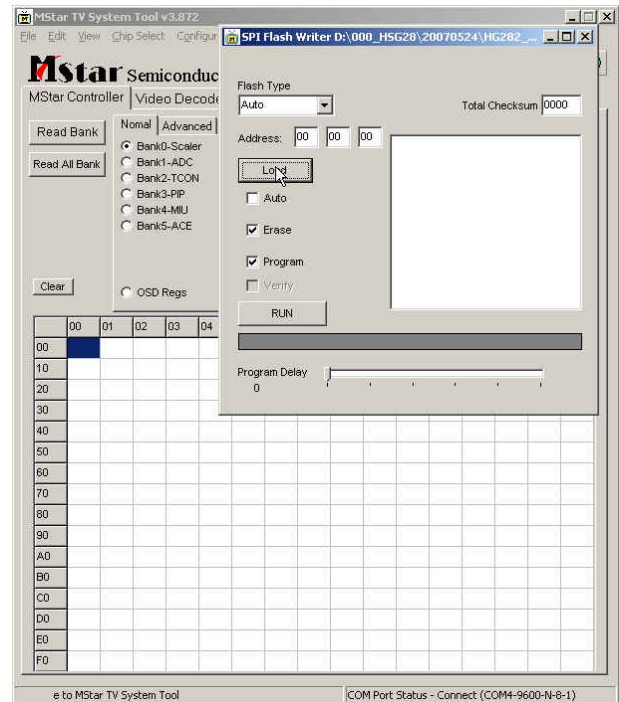 MStar TV System Tool v3.872
File Edit View Chip Select Configur
MStar Semiconduc
MStar Controller Video Decode
Read Bank
Read All Bank
Nomal Advanced
Bank0-Scaler
Bank1-ADC
Bank2-TCON
Bank3-PIP
Bank4-MIU
Bank5-ACE
Clear
OSD Regs
SPI Flash Writer D:\000_HSG28\20070524\HG282_...
Flash Type
Auto
Total Checksum 0000
Address: 00 00 00
Load
Auto
Erase
Program
Verify
RUN
Program Delay
0
00 01 02 03 04
00
10
20
30
40
50
60
70
80
90
A0
B0
C0
D0
E0
F0
e to MStar TV System Tool
COM Port Status - Connect (COM4-9600-N-8-1)